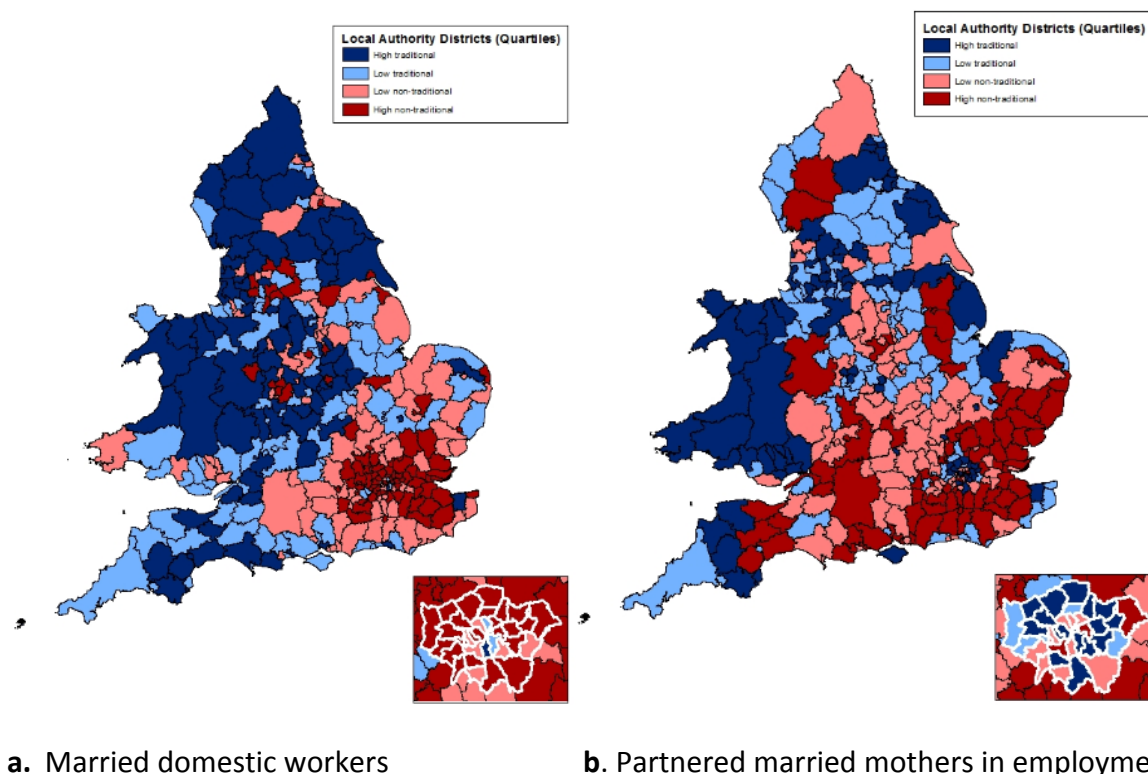 Local Authority Districts (Quartiles)
High traditional
Low traditional
Low non-traditional
High non-traditional
Local Authority Districts (Quartiles)
High traditional
Low traditional
Low non-traditional
High non-traditional
a. Married domestic workers
b. Partnered married mothers in employme